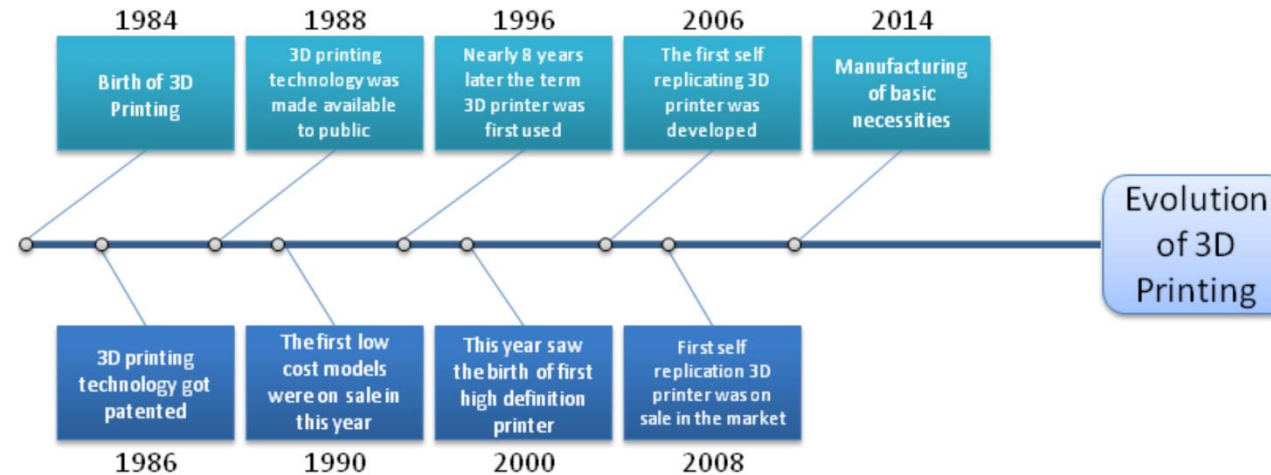 1984
1988
1996
2006
2014
Birth of 3D
Printing
3D printing
technology was
made available
to public
Nearly 8 years
later the term
3D printer was
first used
The first self
replicating 3D
printer was
developed
Manufacturing
of basic
necessities
Evolution
of 3D
Printing
3D printing
technology got
patented
The first low
cost models
were on sale in
this year
This year saw
the birth of first
high definition
printer
First self
replication 3D
printer was on
sale in the market
1986
1990
2000
2008